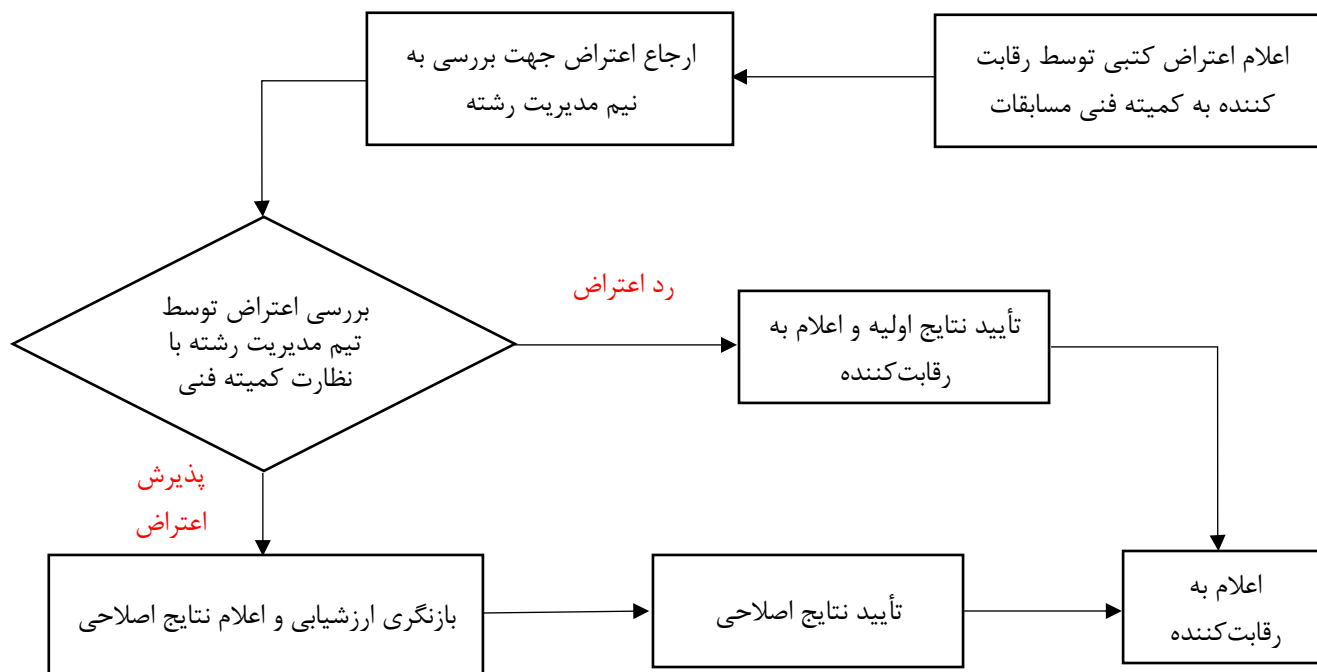 اعلام اعتراض کتبی توسط رقابت
کننده به کمیته فنی مسابقات
ارجاع اعتراض جهت بررسی به
نیم مدیریت رشته
بررسی اعتراض توسط
تیم مدیریت رشته با
نظارت کمیته فنی
رد اعتراض
تأیید نتایج اولیه و اعلام به
رقابت‌کننده
پذیرش
اعتراض
بازنگری ارزشیابی و اعلام نتایج اصلاحی
تأیید نتایج اصلاحی
اعلام به
رقابت‌کننده